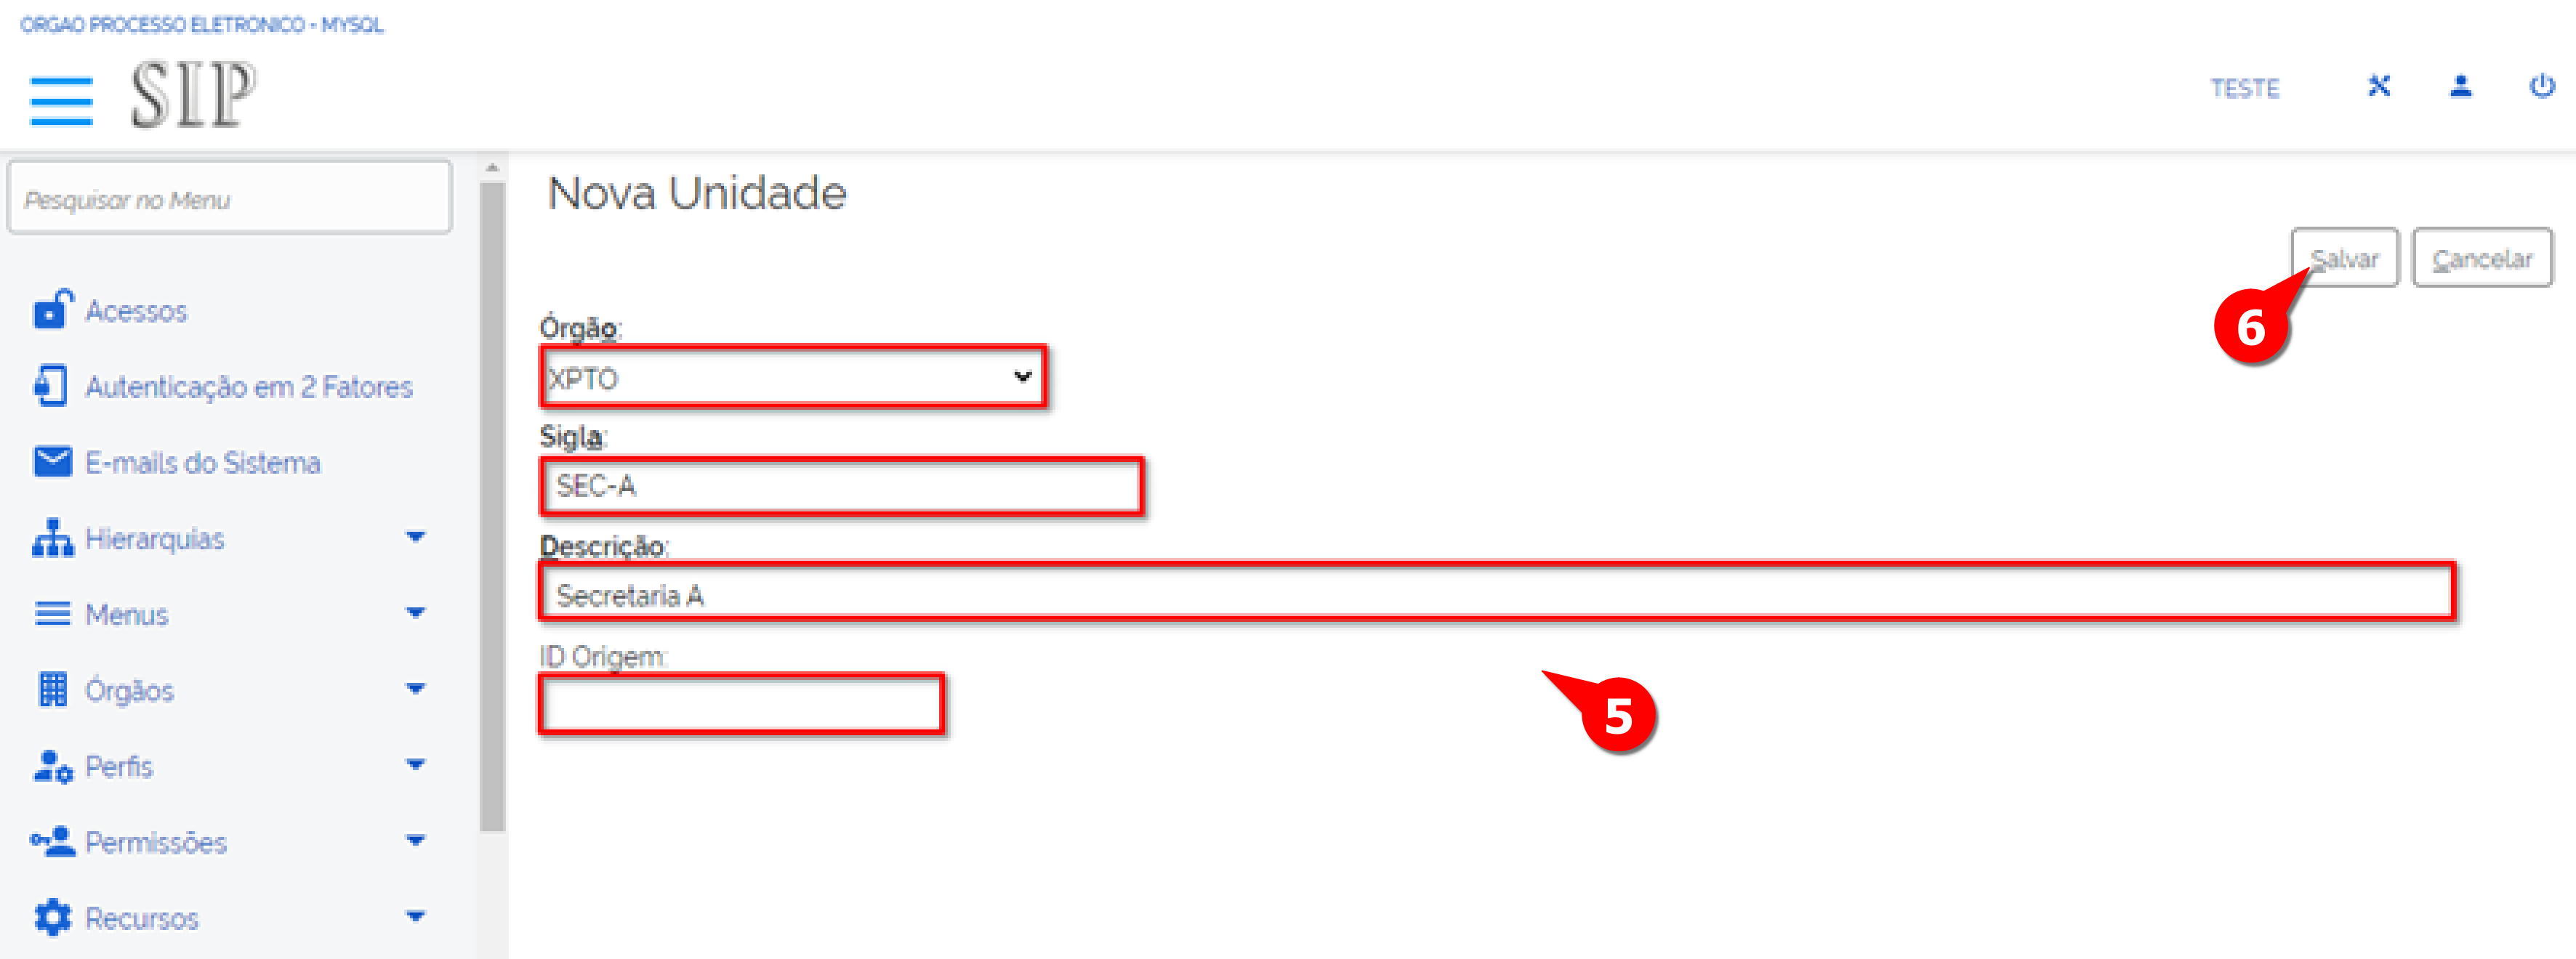 ORGAO PROCESSO ELETRONICO - MYSQL
SIP
TESTE
Pesquisar no Menu
Acessos
Autenticação em 2 Fatores
E-mails do Sistema
Hierarquias
Menus
Órgãos
Perfis
Permissões
Recursos
Nova Unidade
Salvar
Cancelar
6
Órgão:
XPTO
Sigla:
SEC-A
Descrição:
Secretaria A
ID Origem:
5